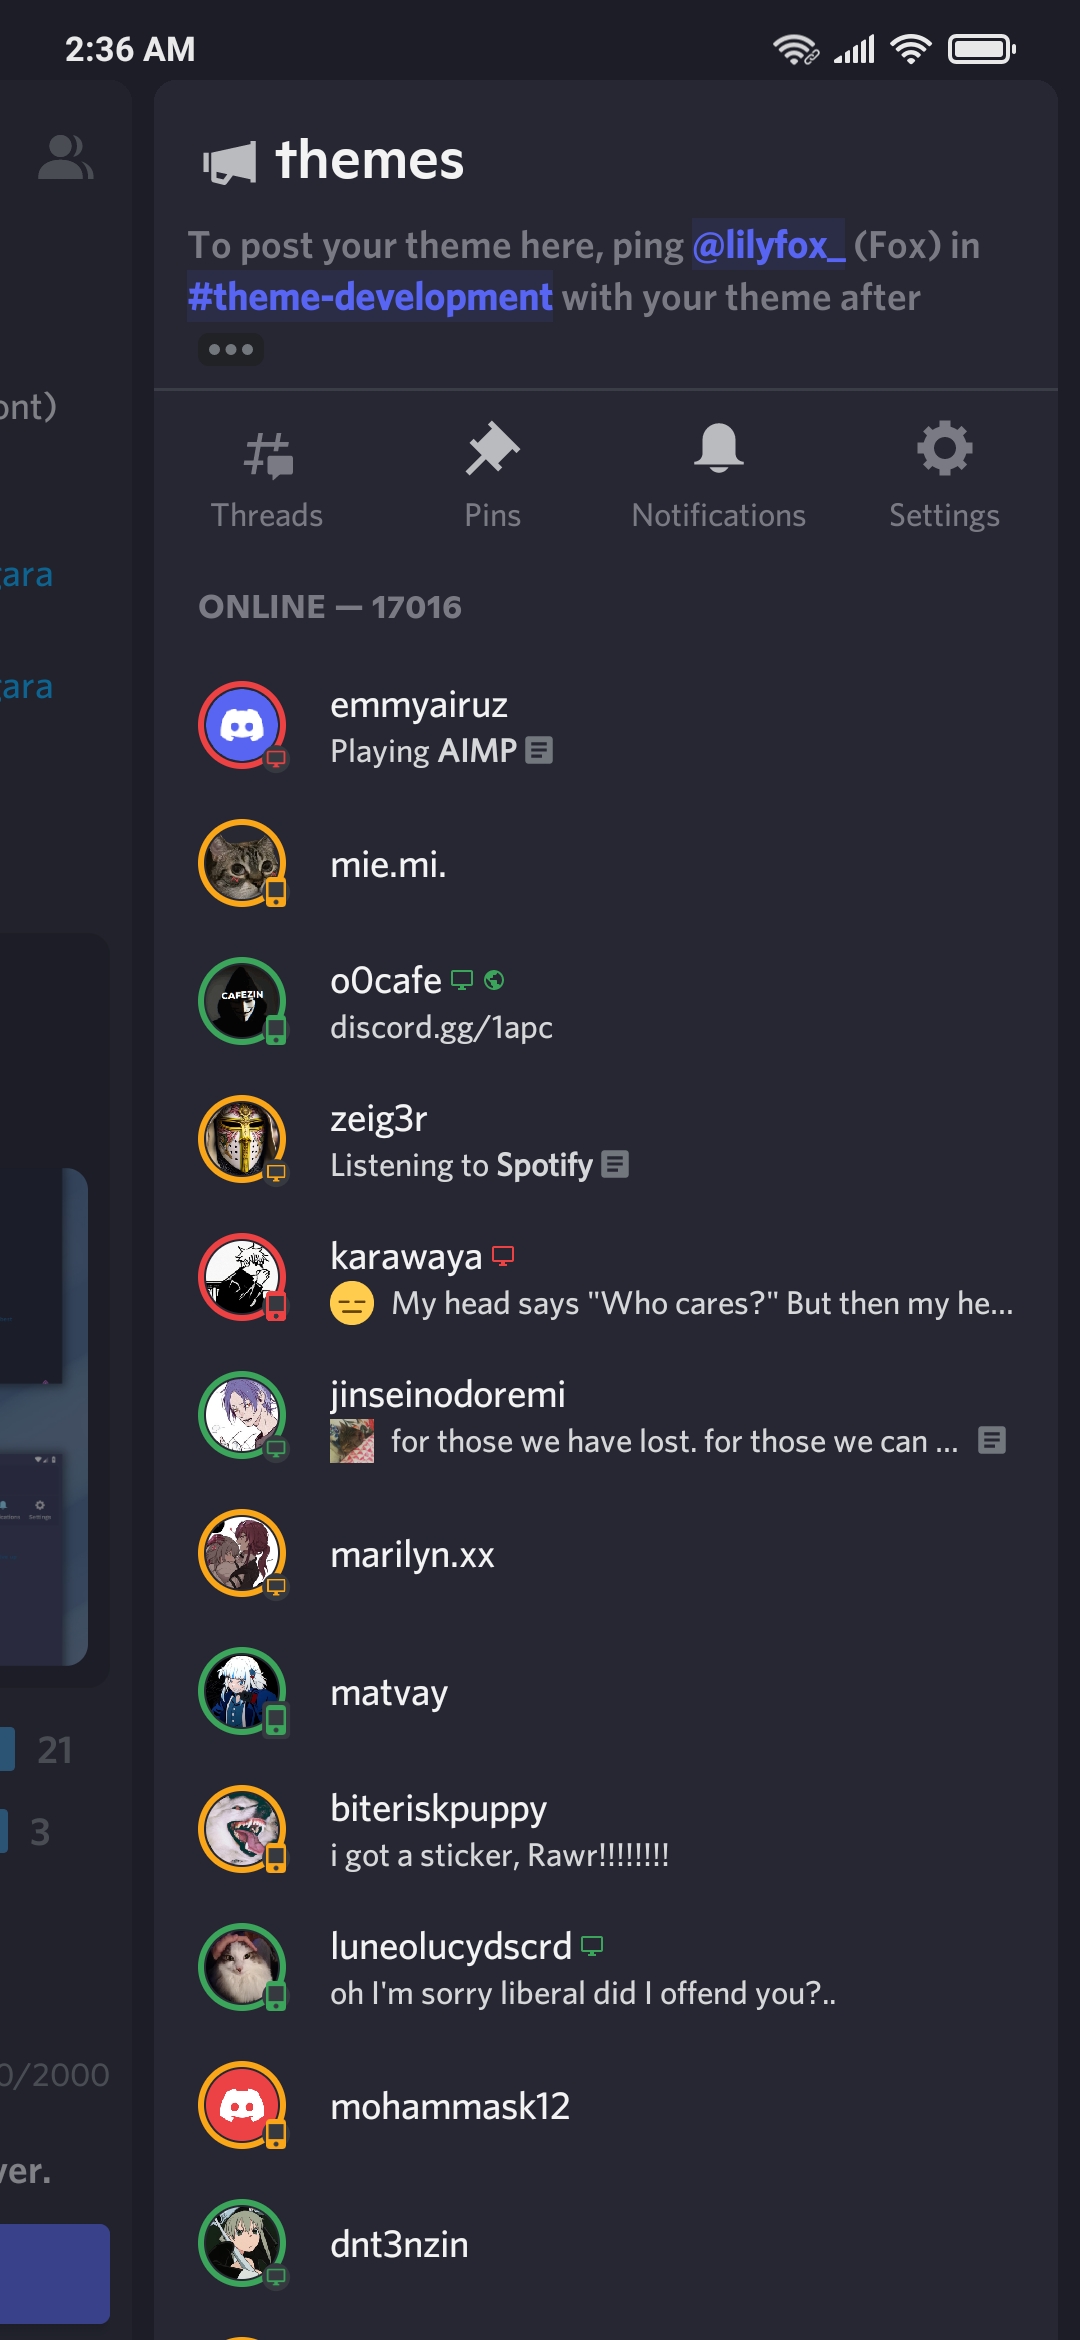 2:36 AM
themes
To post your theme here, ping @lilyfox_ (Fox) in
#theme-development with your theme after
ont)
Threads
Pins
Notifications
Settings
gara
ONLINE — 17016
gara
emmyairuz
Playing AIMP
mie.mi.
o0cafe
CAFEZIN
discord.gg/1apc
zeig3r
Listening to Spotify
karawaya
My head says "Who cares?" But then my he...
jinseinodoremi
for those we have lost. for those we can ...
Settings
marilyn.xx
matvay
21
biteriskpuppy
3
i got a sticker, Rawr!!!!!!!!
luneolucydscrd
oh I'm sorry liberal did I offend you?..
0/2000
mohammask12
ver.
dnt3nzin